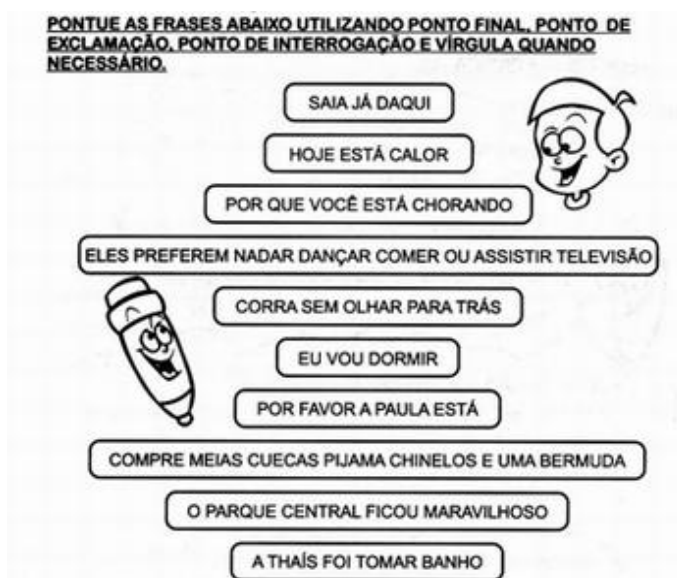 PONTUE AS FRASES ABAIXO UTILIZANDO PONTO FINAL, PONTO DE
EXCLAMAÇÃO, PONTO DE INTERROGAÇÃO E VÍRGULA QUANDO
NECESSÁRIO.
SAIA JÁ DAQUI
HOJE ESTÁ CALOR
POR QUE VOCÊ ESTÁ CHORANDO
ELES PREFEREM NADAR DANÇAR COMER OU ASSISTIR TELEVISÃO
CORRA SEM OLHAR PARA TRÁS
EU VOU DORMIR
POR FAVOR A PAULA ESTÁ
COMPRE MEIAS CUECAS PIJAMA CHINELOS E UMA BERMUDA
O PARQUE CENTRAL FICOU MARAVILHOSO
A THAÍS FOI TOMAR BANHO